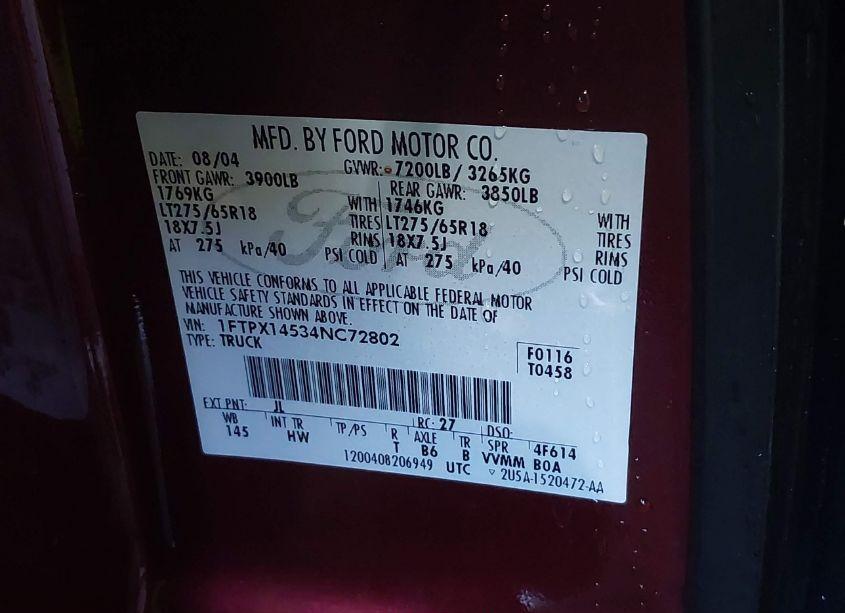 MFD. BY FORD MOTOR CO.
DATE: 08/04 GVWR: 7200LB / 3265KG
FRONT GAWR: 3900LB REAR GAWR: 3850LB
1769KG WITH 1746KG WITH
LT275/65R18 TIRES LT275/65R18 TIRES
18X7.5J RIMS 18X7.5J RIMS
AT 275 kPa/40 PSI COLD AT 275 kPa/40 PSI COLD
Ford
THIS VEHICLE CONFORMS TO ALL APPLICABLE FEDERAL MOTOR
VEHICLE SAFETY STANDARDS IN EFFECT ON THE DATE OF
MANUFACTURE SHOWN ABOVE.
VIN: 1FTPX14534NC72802
TYPE: TRUCK
F0116
T0458
EXT PNT: JL RC: 27 DSO:
WB INT TR TP/PS R AXLE TR SPR 4F614
145 HW T B6 B VVMM BOA
1200408206949 UTC ▽ 2U5A-1520472-AA